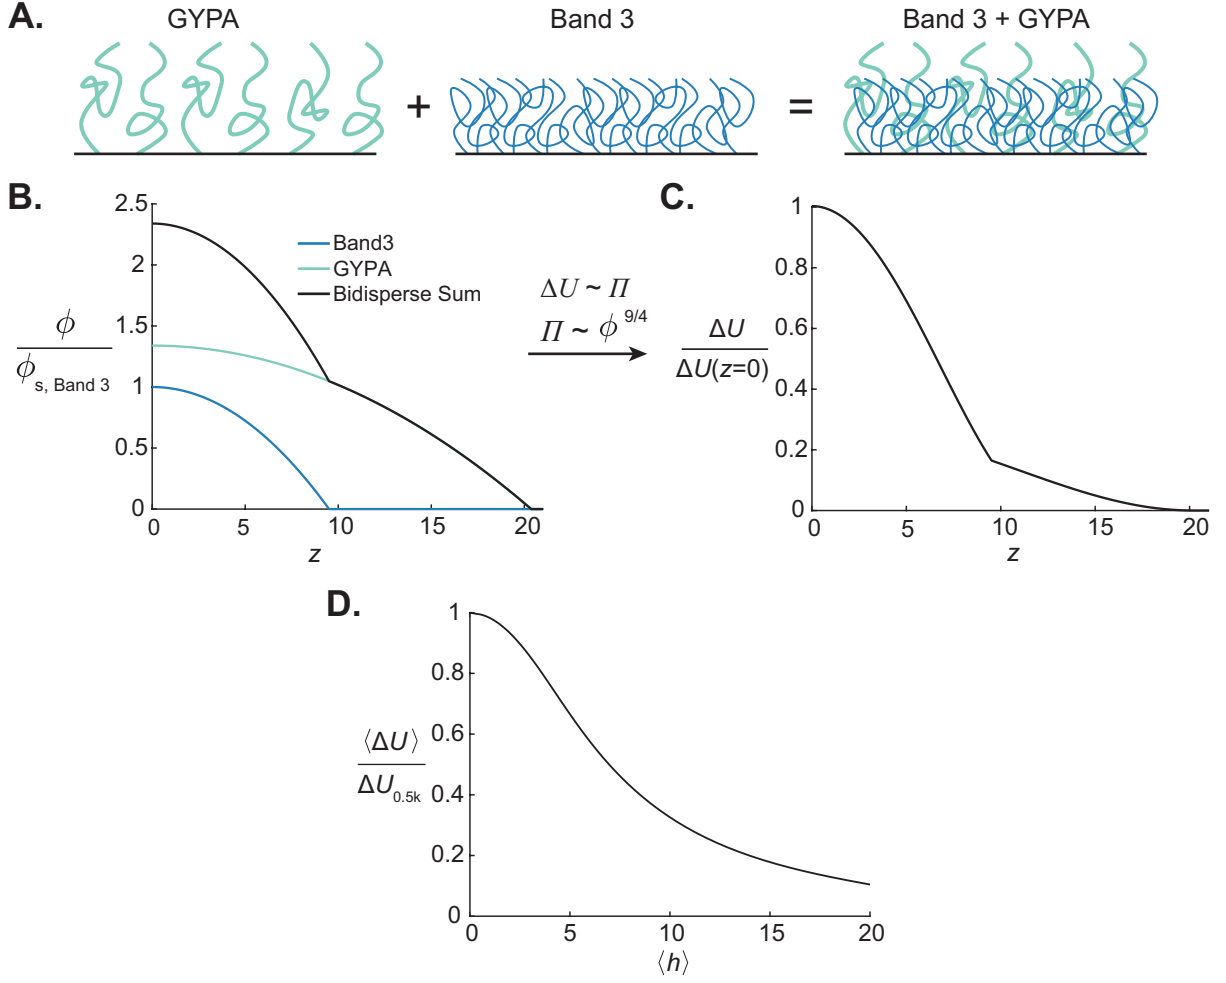 A.
GYPA
Band 3
Band 3 + GYPA
+
=
B.
2.5
2
1.5
1
0.5
0
0 5 10 15 20
z
ϕ
ϕs, Band 3
Band3
GYPA
Bidisperse Sum
ΔU ~ Π
Π ~ ϕ 9/4
C.
1
0.8
0.6
0.4
0.2
0
0 5 10 15 20
z
ΔU
ΔU(z=0)
D.
1
0.8
0.6
0.4
0.2
0
0 5 10 15 20
⟨h⟩
⟨ΔU⟩
ΔU0.5k